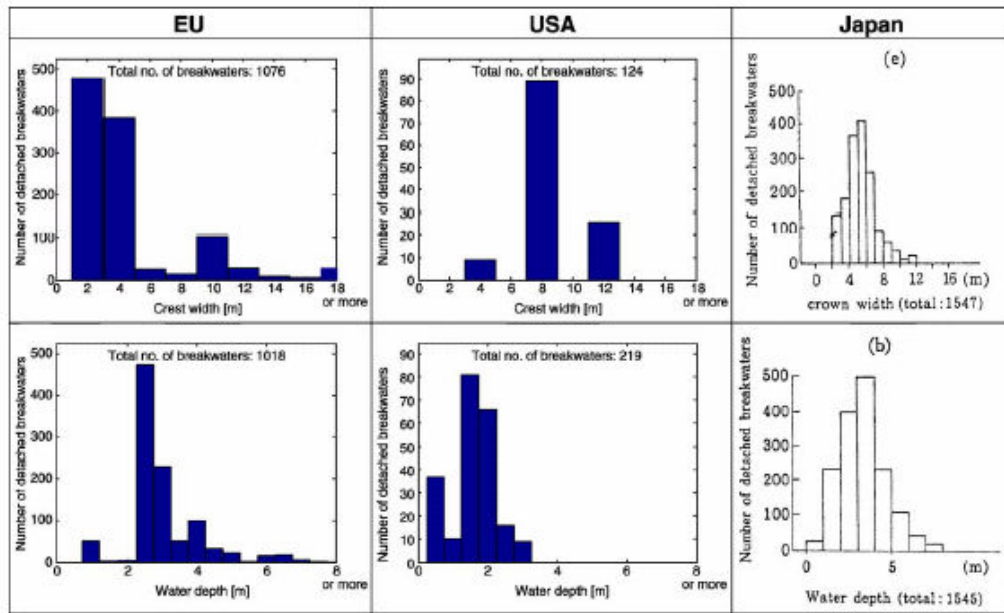 EU
USA
Japan
Number of detached breakwaters
Total no. of breakwaters: 1076
500
400
300
200
100
0
0 2 4 6 8 10 12 14 16 18
or more
Crest width [m]
Number of detached breakwaters
Total no. of breakwaters: 124
90
80
70
60
50
40
30
20
10
0
0 2 4 6 8 10 12 14 16 18
or more
Crest width [m]
(e)
Number of detached breakwaters
500
400
300
200
100
0
0 4 8 12 16 (m)
crown width (total:1547)
Number of detached breakwaters
Total no. of breakwaters: 1018
500
400
300
200
100
0
0 2 4 6 8
or more
Water depth [m]
Number of detached breakwaters
Total no. of breakwaters: 219
90
80
70
60
50
40
30
20
10
0
0 2 4 6 8
or more
Water depth [m]
(b)
Number of detached breakwaters
500
400
300
200
100
0
0 5 (m)
Water depth (total:1545)